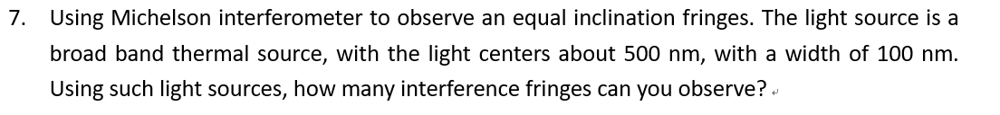 7. Using Michelson interferometer to observe an equal inclination fringes. The light source is a
broad band thermal source, with the light centers about 500 nm, with a width of 100 nm.
Using such light sources, how many interference fringes can you observe? ↵